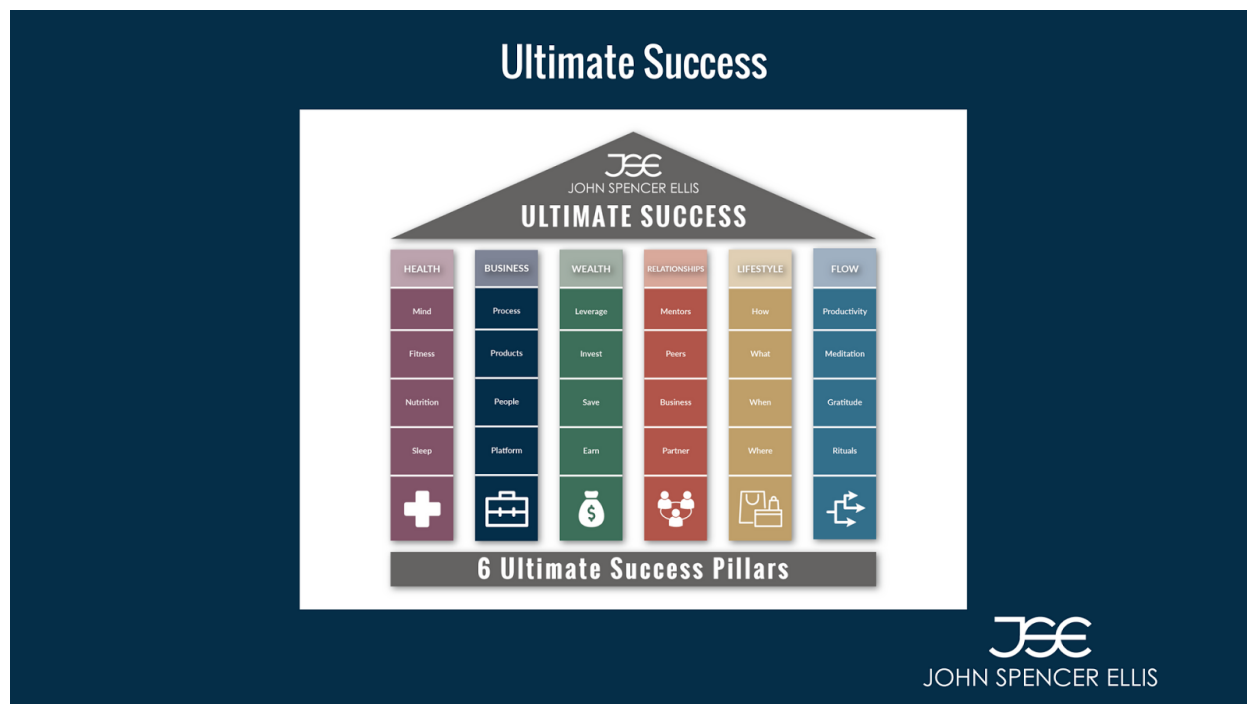 Ultimate Success
JSE
JOHN SPENCER ELLIS
ULTIMATE SUCCESS
HEALTH BUSINESS WEALTH RELATIONSHIPS LIFESTYLE FLOW
Mind Process Leverage Mentors How Productivity
Fitness Products Invest Peers What Meditation
Nutrition People Save Business When Gratitude
Sleep Platform Earn Partner Where Rituals
$
6 Ultimate Success Pillars
JSE
JOHN SPENCER ELLIS